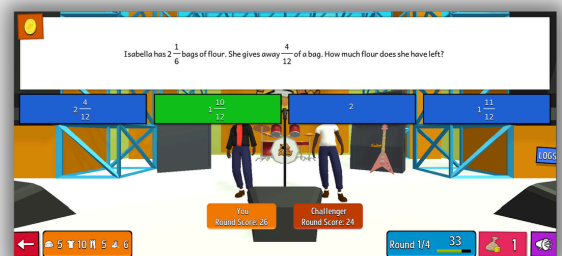 Isabella has 2 1/6 bags of flour. She gives away 4/12 of a bag. How much flour does she have left?
2 4/12
1 10/12
2
1 11/12
LOGS
You
Round Score: 26
Challenger
Round Score: 24
5 10 5 6
Round 1/4 33
1